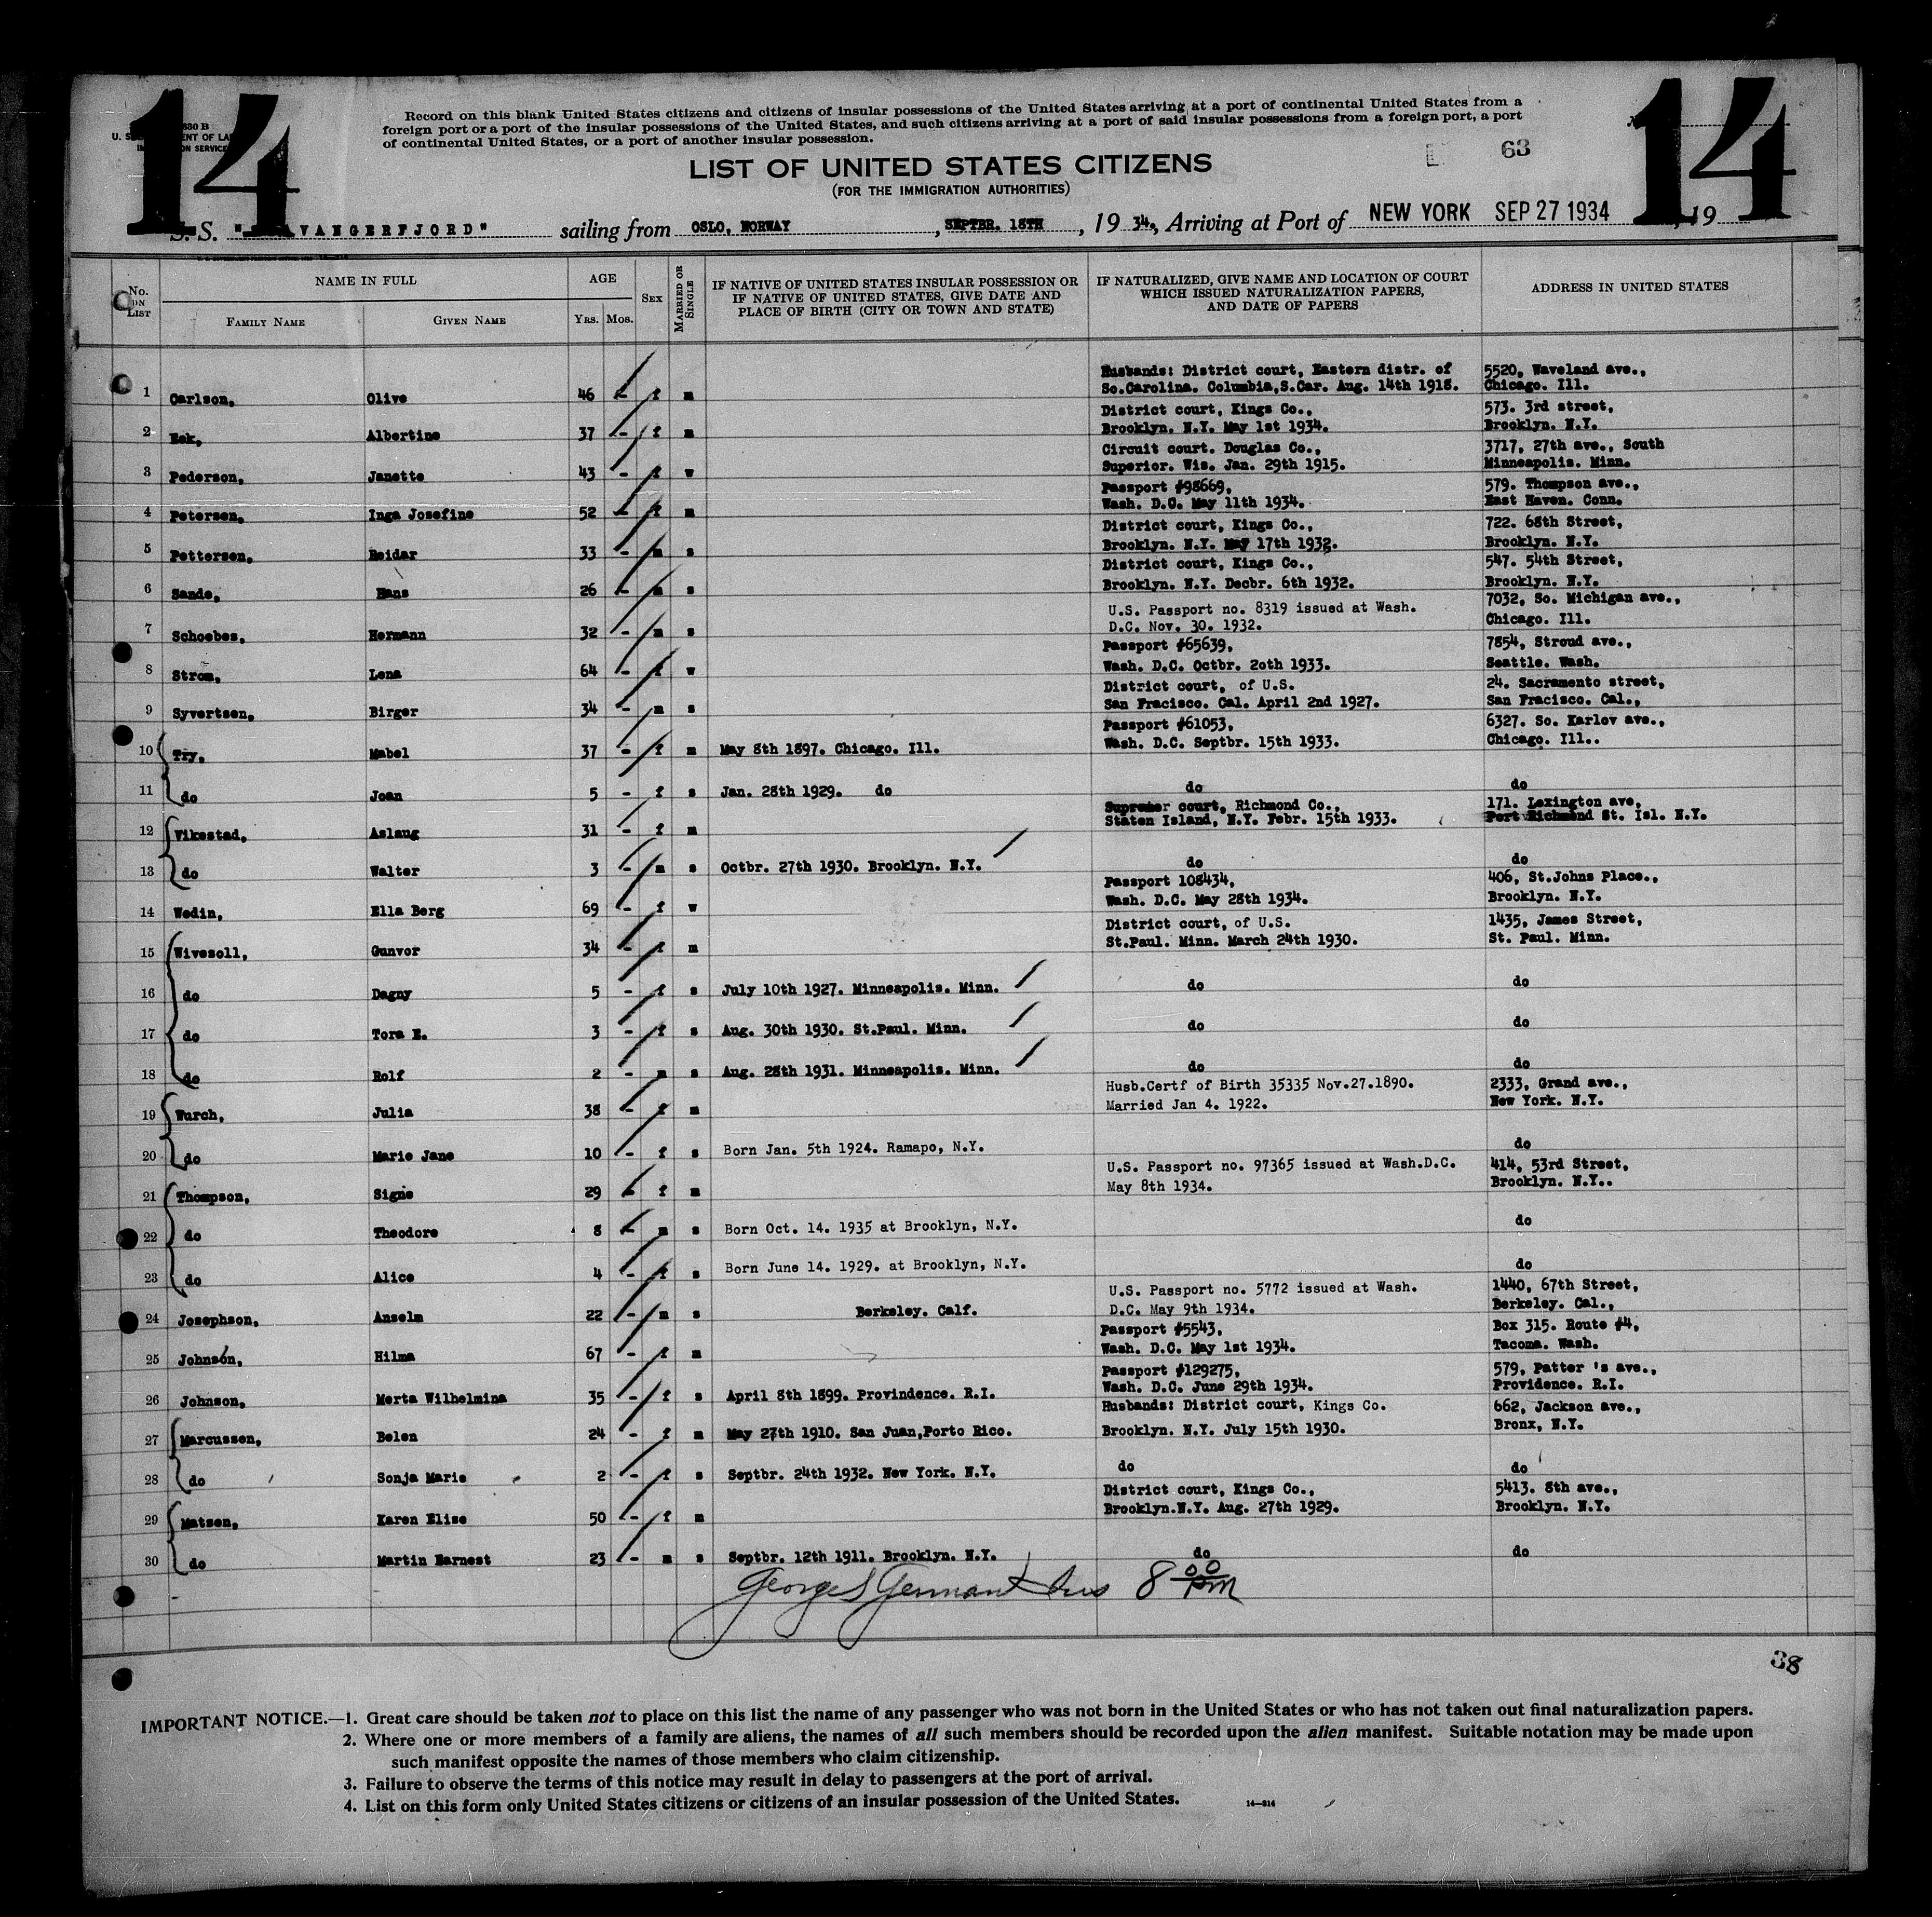 14
14
Record on this blank United States citizens and citizens of insular possessions of the United States arriving at a port of continental United States from a
foreign port or a port of the insular possessions of the United States, and such citizens arriving at a port of said insular possessions from a foreign port, a port
of continental United States, or a port of another insular possession.
63
LIST OF UNITED STATES CITIZENS
(FOR THE IMMIGRATION AUTHORITIES)
S. S. " VANGERFJORD" sailing from OSLO, NORWAY, SEPTBR. 18TH, 19 34, Arriving at Port of NEW YORK SEP 27 1934, 19
No. ON LIST
NAME IN FULL
FAMILY NAME
GIVEN NAME
AGE
YRS. MOS.
SEX
MARRIED OR SINGLE
IF NATIVE OF UNITED STATES INSULAR POSSESSION OR
IF NATIVE OF UNITED STATES, GIVE DATE AND
PLACE OF BIRTH (CITY OR TOWN AND STATE)
IF NATURALIZED, GIVE NAME AND LOCATION OF COURT
WHICH ISSUED NATURALIZATION PAPERS,
AND DATE OF PAPERS
ADDRESS IN UNITED STATES
Husbands: District court, Eastern distr. of 5520, Waveland ave.,
1 Carlson, Olive 46 - f m So.Carolina. Columbia,S.Car. Aug. 14th 1918. Chicago. Ill.
District court, Kings Co., 573. 3rd street,
2 Eek, Albertine 37 - f m Brooklyn. N.Y. May 1st 1934. Brooklyn. N.Y.
Circuit court. Douglas Co., 3717, 27th ave., South
3 Pederson, Janette 43 - f w Superior. Wis. Jan. 29th 1915. Minneapolis. Minn.
Passport #98669, 579. Thompson ave.,
4 Petersen, Inga Josefine 52 - f m Wash. D.C. May 11th 1934. East Haven. Conn.
District court, Kings Co., 722. 68th Street,
5 Pettersen, Reidar 33 - m s Brooklyn. N.Y. May 17th 1932. Brooklyn. N.Y.
District court, Kings Co., 547. 54th Street,
6 Sande, Hans 26 - m s Brooklyn. N.Y. Decbr. 6th 1932. Brooklyn. N.Y.
U.S. Passport no. 8319 issued at Wash. 7032, So. Michigan ave.,
7 Schoebes, Hermann 32 - m s D.C. Nov. 30. 1932. Chicago. Ill.
Passport #65639, 7854, Stroud ave.,
8 Strom, Lena 64 - f w Wash. D.C. Octbr. 2oth 1933. Seattle. Wash.
District court, of U.S. 24. Sacramento street,
9 Syvertsen, Birger 34 - m s San Fracisco. Cal. April 2nd 1927. San Fracisco. Cal.,
Passport #61053, 6327. So. Karlov ave.,
10 Try, Mabel 37 - f m May 8th 1897. Chicago. Ill. Wash. D.C. Septbr. 15th 1933. Chicago. Ill..
11 do Joan 5 - f s Jan. 28th 1929. do do do
court, Richmond Co., 171. Lexington ave,
12 Vikestad, Aslaug 31 - f m Staten Island, N.Y. Febr. 15th 1933. Port Richmond St. Isl. N.Y.
13 do Walter 3 - m s Octbr. 27th 1930. Brooklyn. N.Y. do do
Passport 108434, 406, St.Johns Place.,
14 Wedin, Ella Berg 69 - f w Wash. D.C. May 28th 1934. Brooklyn. N.Y.
District court, of U.S. 1435, James Street,
15 Wivesoll, Gunvor 34 - f m St.Paul. Minn. March 24th 1930. St. Paul. Minn.
16 do Dagny 5 - f s July 10th 1927. Minneapolis. Minn. do do
17 do Tora E. 3 - f s Aug. 30th 1930. St.Paul. Minn. do do
18 do Rolf 2 - m s Aug. 28th 1931. Minneapolis. Minn. do do
Husb.Certf of Birth 35335 Nov.27.1890. 2333, Grand ave.,
19 Wurch, Julia 38 - f m Married Jan 4. 1922. New York. N.Y.
20 do Marie Jane 10 - f s Born Jan. 5th 1924. Ramapo, N.Y. do
U.S. Passport no. 97365 issued at Wash.D.C. 414, 53rd Street,
21 Thompson, Signe 29 - f m May 8th 1934. Brooklyn. N.Y..
22 do Theodore 8 - m s Born Oct. 14. 1935 at Brooklyn, N.Y. do
23 do Alice 4 - f s Born June 14. 1929. at Brooklyn, N.Y. do
U.S. Passport no. 5772 issued at Wash. 1440, 67th Street,
24 Josephson, Anselm 22 - m s Berkeley. Calf. D.C. May 9th 1934. Berkeley. Cal.,
Passport #5543, Box 315. Route #4,
25 Johnson, Hilma 67 - f m Wash. D.C. May 1st 1934. Tacoma. Wash.
Passport #129275, 579, Patter 's ave.,
26 Johnson, Merta Wilhelmina 35 - f s April 8th 1899. Provindence. R.I. Wash. D.C. June 29th 1934. Providence. R.I.
Husbands: District court, Kings Co. 662, Jackson ave.,
27 Marcussen, Belen 24 - f m May 27th 1910. San Juan,Porto Rico. Brooklyn. N.Y. July 15th 1930. Bronx, N.Y.
28 do Sonja Marie 2 - f s Septbr. 24th 1932. New York. N.Y. do do
District court, Kings Co., 5413. 8th ave.,
29 Matsen, Karen Elise 50 - f m Brooklyn.N.Y. Aug. 27th 1929. Brooklyn. N.Y.
30 do Martin Earnest 23 - m s Septbr. 12th 1911. Brooklyn. N.Y. do do
George S Germant Ins 8 00 PM
38
IMPORTANT NOTICE.—1. Great care should be taken not to place on this list the name of any passenger who was not born in the United States or who has not taken out final naturalization papers.
2. Where one or more members of a family are aliens, the names of all such members should be recorded upon the alien manifest. Suitable notation may be made upon
such manifest opposite the names of those members who claim citizenship.
3. Failure to observe the terms of this notice may result in delay to passengers at the port of arrival.
4. List on this form only United States citizens or citizens of an insular possession of the United States.
14—814